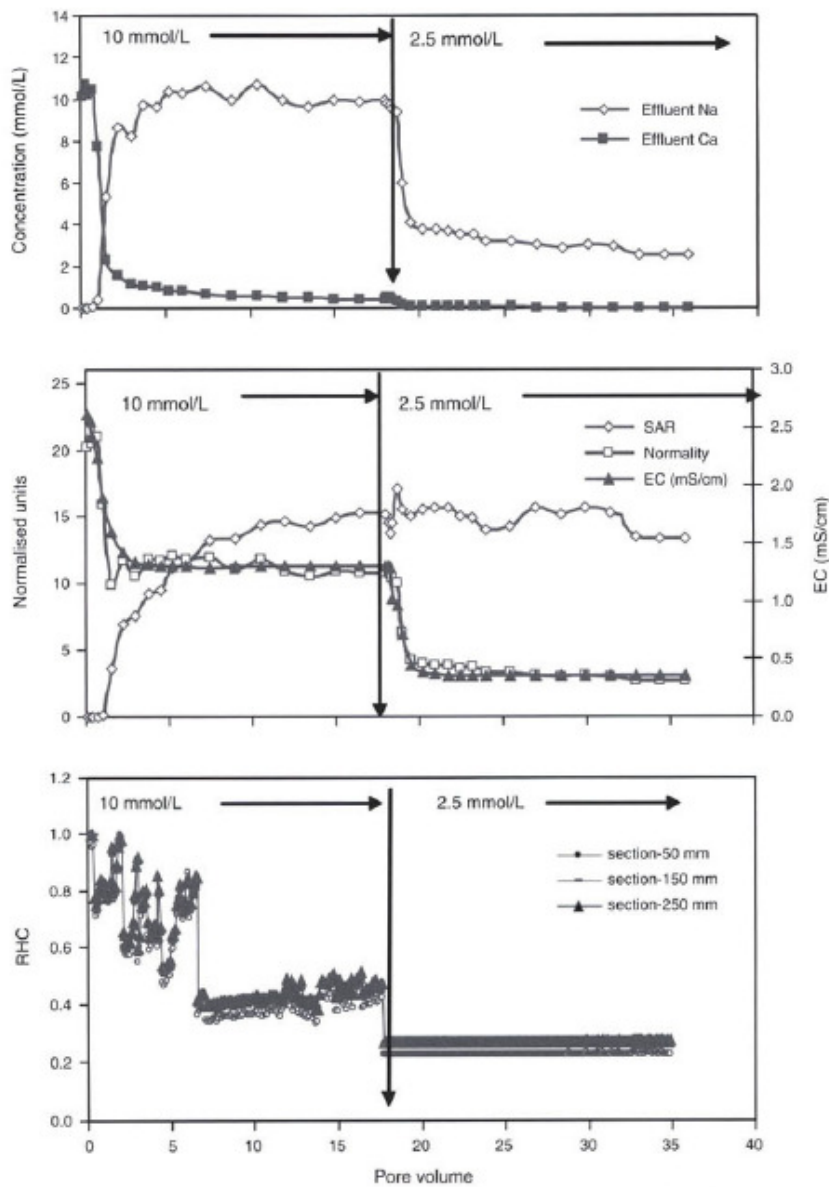 14
12
10
8
6
4
2
0
Concentration (mmol/L)
10 mmol/L
2.5 mmol/L
Effluent Na
Effluent Ca
25
20
15
10
5
0
Normalised units
10 mmol/L
2.5 mmol/L
SAR
Normality
EC (mS/cm)
3.0
2.5
2.0
1.5
1.0
0.5
0.0
EC (mS/cm)
1.2
1.0
0.8
0.6
0.4
0.2
0.0
RHC
10 mmol/L
2.5 mmol/L
section-50 mm
section-150 mm
section-250 mm
0 5 10 15 20 25 30 35 40
Pore volume